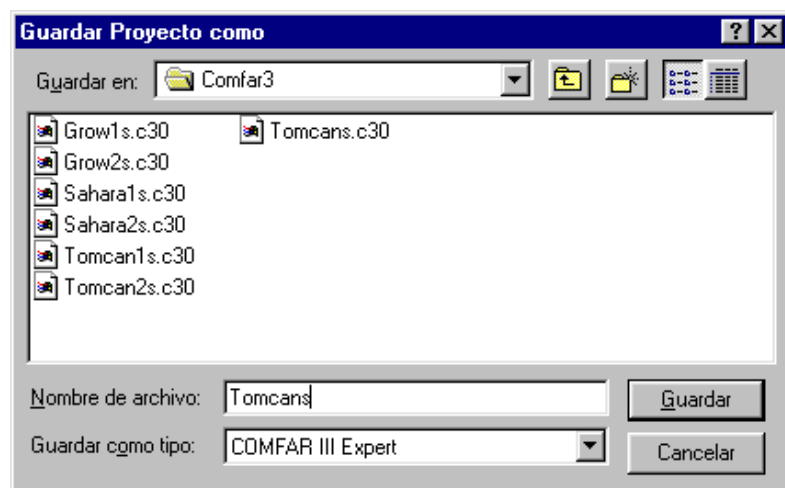 Guardar Proyecto como
Guardar en: Comfar3
Grow1s.c30
Grow2s.c30
Sahara1s.c30
Sahara2s.c30
Tomcan1s.c30
Tomcan2s.c30
Tomcans.c30
Nombre de archivo: Tomcans
Guardar
Guardar como tipo: COMFAR III Expert
Cancelar